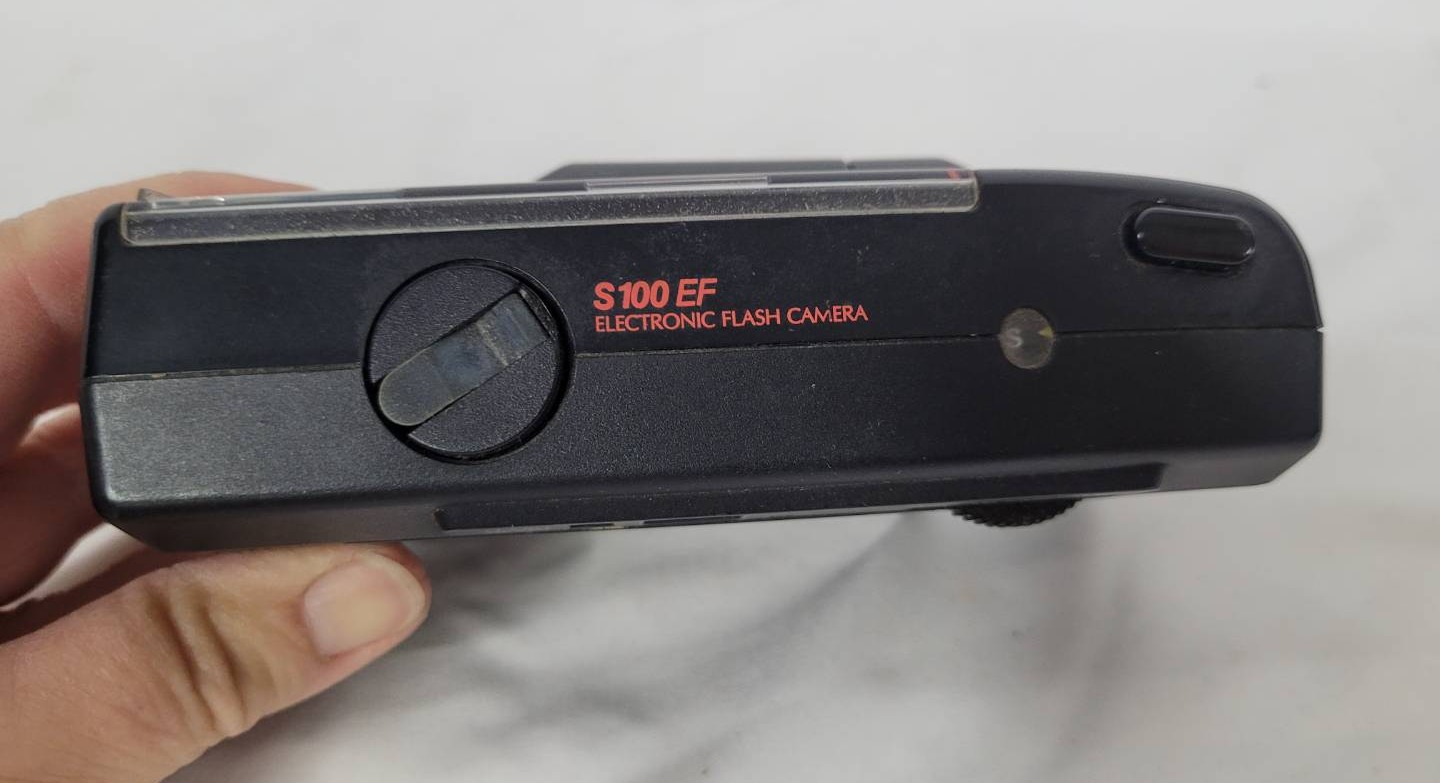 S100 EF
ELECTRONIC FLASH CAMERA
S